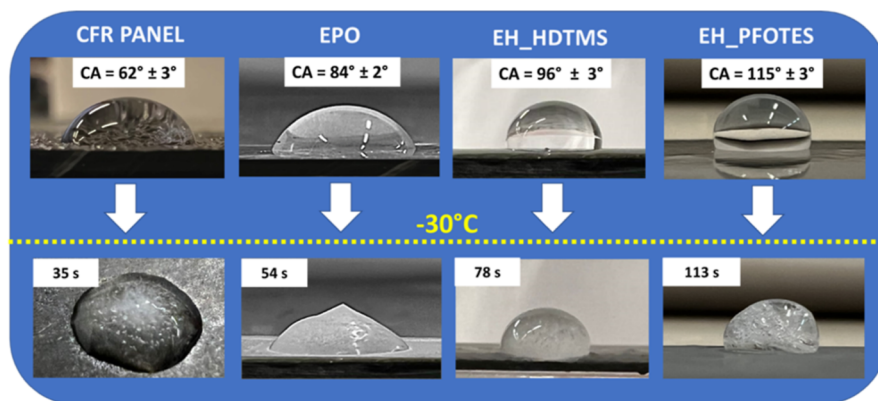 CFR PANEL
EPO
EH_HDTMS
EH_PFOTES
CA = 62° ± 3°
CA = 84° ± 2°
CA = 96° ± 3°
CA = 115° ± 3°
-30°C
35 s
54 s
78 s
113 s